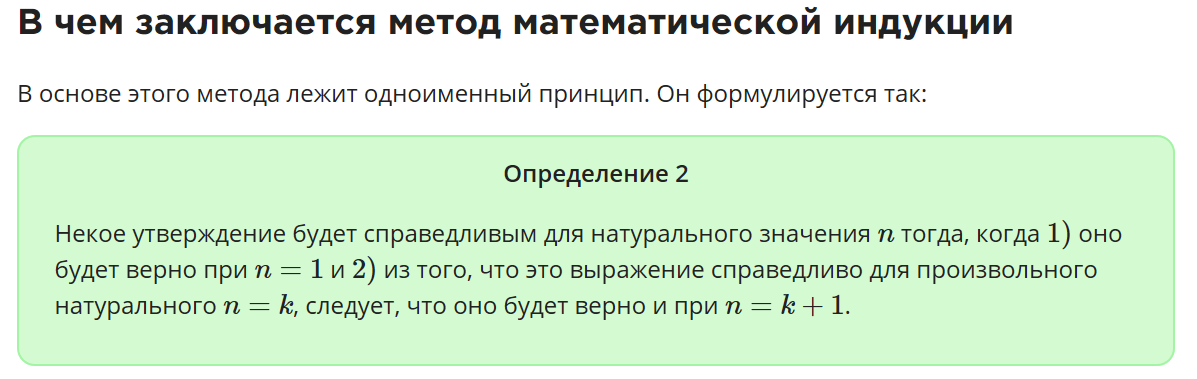 В чем заключается метод математической индукции
В основе этого метода лежит одноименный принцип. Он формулируется так:
Определение 2
Некое утверждение будет справедливым для натурального значения n тогда, когда 1) оно
будет верно при n = 1 и 2) из того, что это выражение справедливо для произвольного
натурального n = k, следует, что оно будет верно и при n = k + 1.